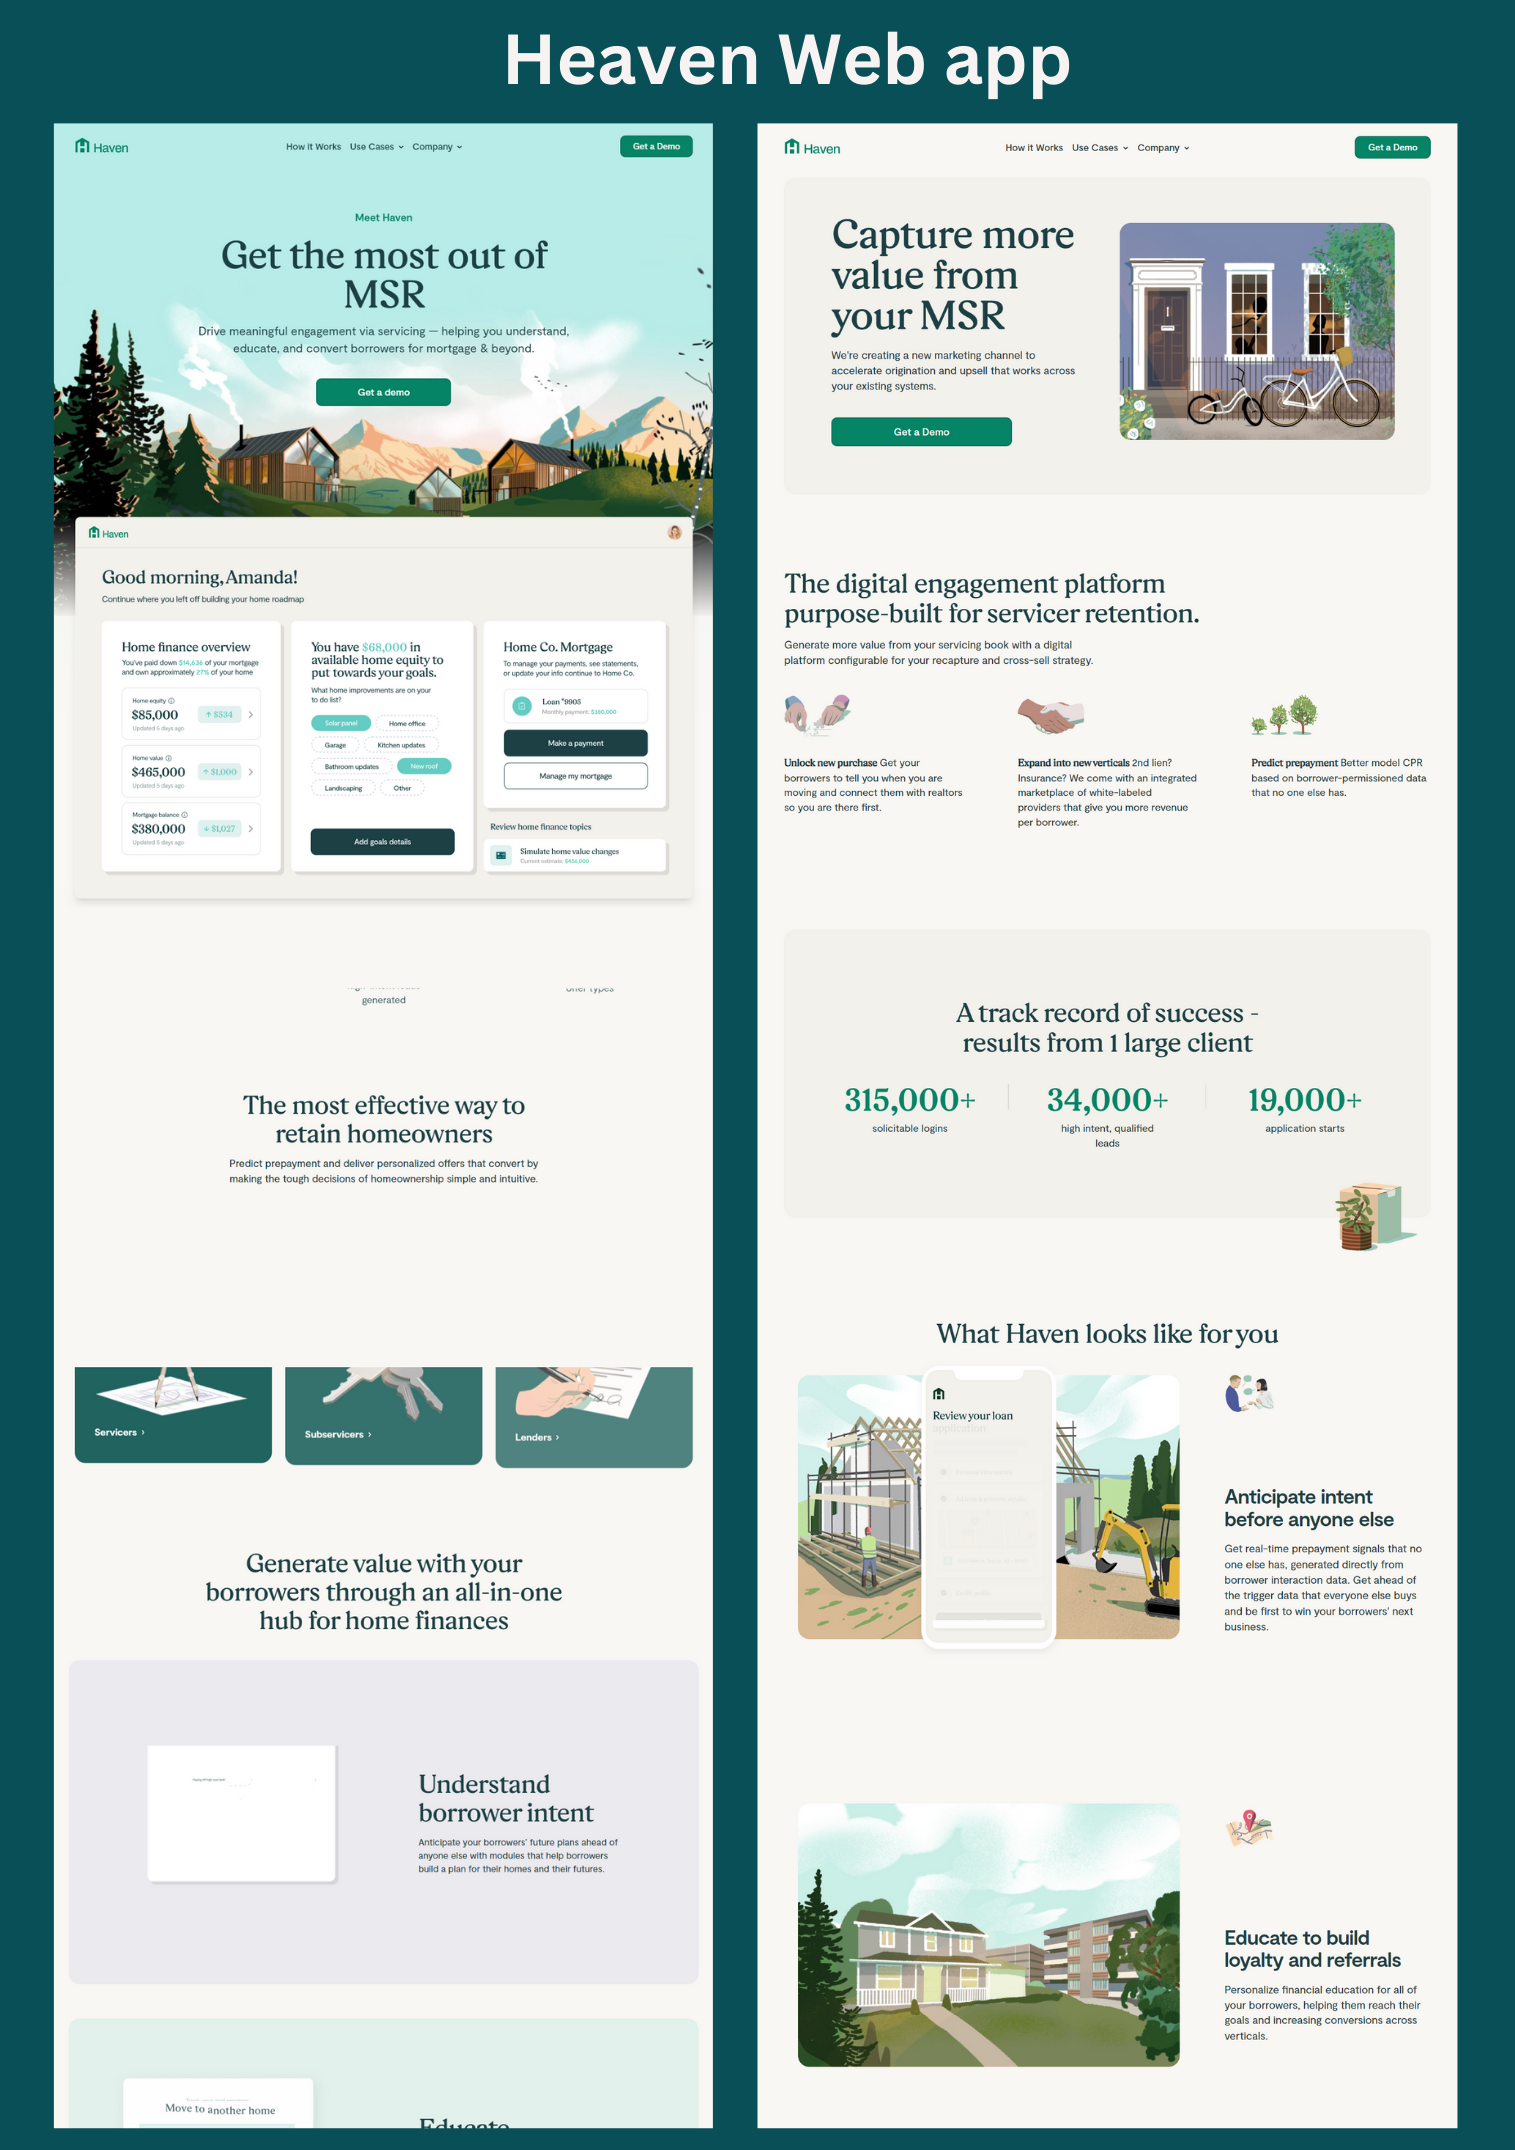 Heaven Web app
Haven
How it Works
Use Cases
Company
Get a Demo
Meet Haven
Get the most out of
MSR
Drive meaningful engagement via servicing — helping you understand,
educate, and convert borrowers for mortgage & beyond.
Get a demo
Haven
Good morning, Amanda!
Continue where you left off building your home roadmap
Home finance overview
You've paid down $14,636 of your mortgage
and own approximately 27% of your home
Home equity
$85,000
↑ $534
Updated 5 days ago
Home value
$465,000
↑ $1,000
Updated 5 days ago
Mortgage balance
$380,000
↓ $1,027
Updated 5 days ago
You have $68,000 in
available home equity to
put towards your goals.
What home improvements are on your
to do list?
Solar panel
Home office
Garage
Kitchen updates
Bathroom updates
New roof
Landscaping
Other
Add goals details
Home Co. Mortgage
To manage your payments, see statements,
or update your info continue to Home Co.
Loan *9905
Monthly payment: $380,000
Make a payment
Manage my mortgage
Review home finance topics
Simulate home value changes
Current estimate: $456,000
generated
offer types
The most effective way to
retain homeowners
Predict prepayment and deliver personalized offers that convert by
making the tough decisions of homeownership simple and intuitive.
Servicers ›
Subservicers ›
Lenders ›
Generate value with your
borrowers through an all-in-one
hub for home finances
Understand
borrower intent
Anticipate your borrowers' future plans ahead of
anyone else with modules that help borrowers
build a plan for their homes and their futures.
Move to another home
Educate
Haven
How it Works
Use Cases
Company
Get a Demo
Capture more
value from
your MSR
We're creating a new marketing channel to
accelerate origination and upsell that works across
your existing systems.
Get a Demo
The digital engagement platform
purpose-built for servicer retention.
Generate more value from your servicing book with a digital
platform configurable for your recapture and cross-sell strategy.
Unlock new purchase Get your
borrowers to tell you when you are
moving and connect them with realtors
so you are there first.
Expand into new verticals 2nd lien?
Insurance? We come with an integrated
marketplace of white-labeled
providers that give you more revenue
per borrower.
Predict prepayment Better model CPR
based on borrower-permissioned data
that no one else has.
A track record of success -
results from 1 large client
315,000+
solicitable logins
34,000+
high intent, qualified
leads
19,000+
application starts
What Haven looks like for you
Review your loan
application
Anticipate intent
before anyone else
Get real-time prepayment signals that no
one else has, generated directly from
borrower interaction data. Get ahead of
the trigger data that everyone else buys
and be first to win your borrowers' next
business.
Educate to build
loyalty and referrals
Personalize financial education for all of
your borrowers, helping them reach their
goals and increasing conversions across
verticals.